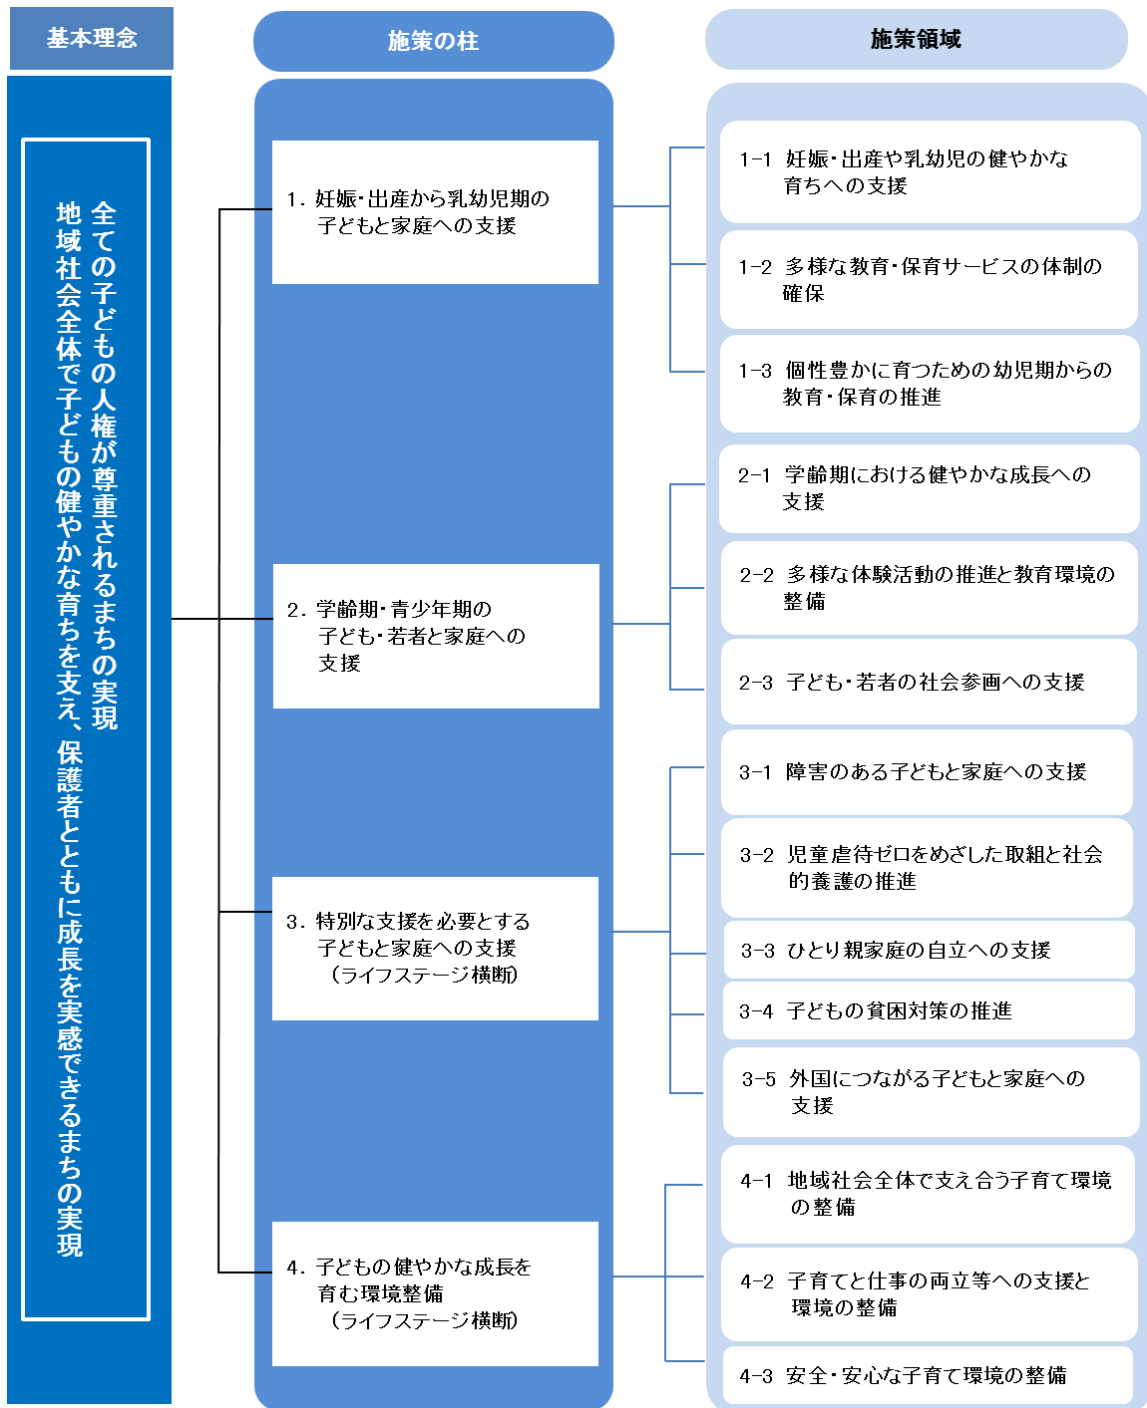 基本理念
施策の柱
施策領域
全ての子どもの人権が尊重されるまちの実現
地域社会全体で子どもの健やかな育ちを支え、保護者とともに成長を実感できるまちの実現
1. 妊娠・出産から乳幼児期の
子どもと家庭への支援
1-1 妊娠・出産や乳幼児の健やかな
育ちへの支援
1-2 多様な教育・保育サービスの体制の
確保
1-3 個性豊かに育つための幼児期からの
教育・保育の推進
2. 学齢期・青少年期の
子ども・若者と家庭への
支援
2-1 学齢期における健やかな成長への
支援
2-2 多様な体験活動の推進と教育環境の
整備
2-3 子ども・若者の社会参画への支援
3. 特別な支援を必要とする
子どもと家庭への支援
（ライフステージ横断）
3-1 障害のある子どもと家庭への支援
3-2 児童虐待ゼロをめざした取組と社会
的養護の推進
3-3 ひとり親家庭の自立への支援
3-4 子どもの貧困対策の推進
3-5 外国につながる子どもと家庭への
支援
4. 子どもの健やかな成長を
育む環境整備
（ライフステージ横断）
4-1 地域社会全体で支え合う子育て環境
の整備
4-2 子育てと仕事の両立等への支援と
環境の整備
4-3 安全・安心な子育て環境の整備